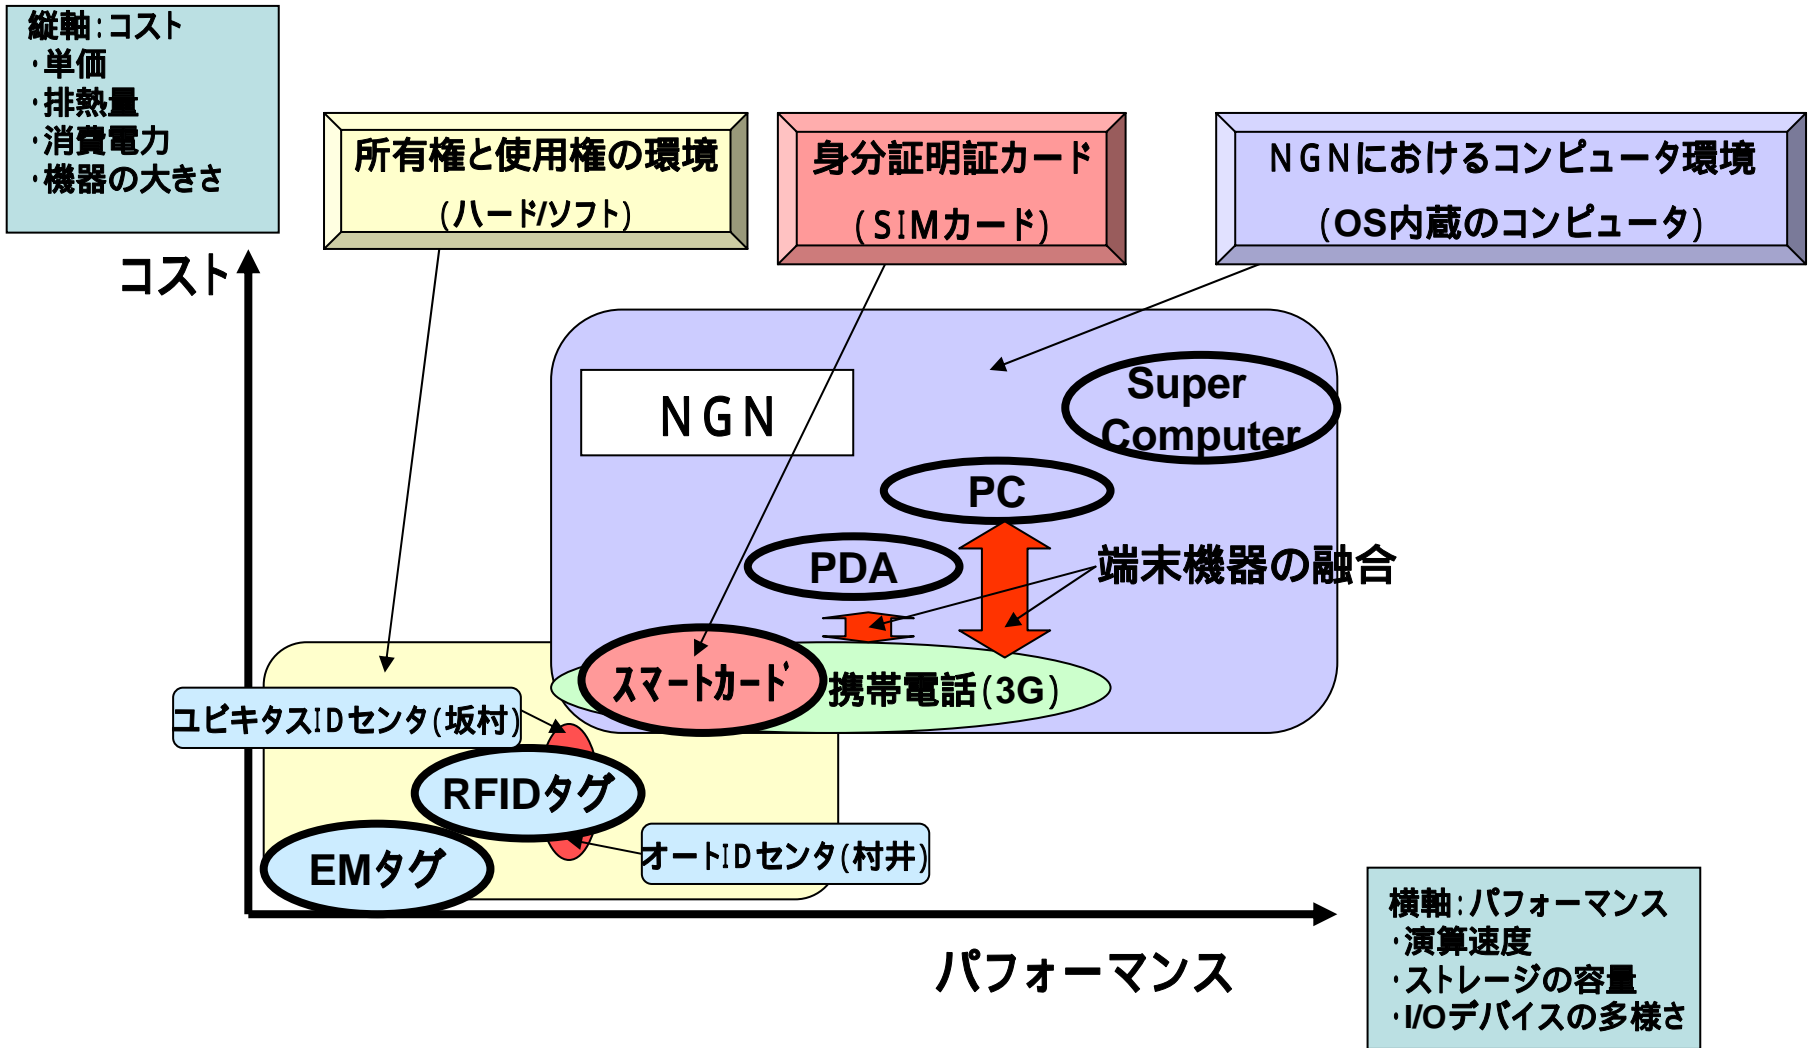 縦軸:コスト
・単価
・排熱量
・消費電力
・機器の大きさ
所有権と使用権の環境
(ハード/ソフト)
身分証明証カード
(SIMカード)
NGNにおけるコンピュータ環境
(OS内蔵のコンピュータ)
コスト
NGN
Super
Computer
PC
PDA
端末機器の融合
スマートカード
携帯電話(3G)
ユビキタスIDセンタ(坂村)
RFIDタグ
オートIDセンタ(村井)
EMタグ
パフォーマンス
横軸:パフォーマンス
・演算速度
・ストレージの容量
・I/Oデバイスの多様さ